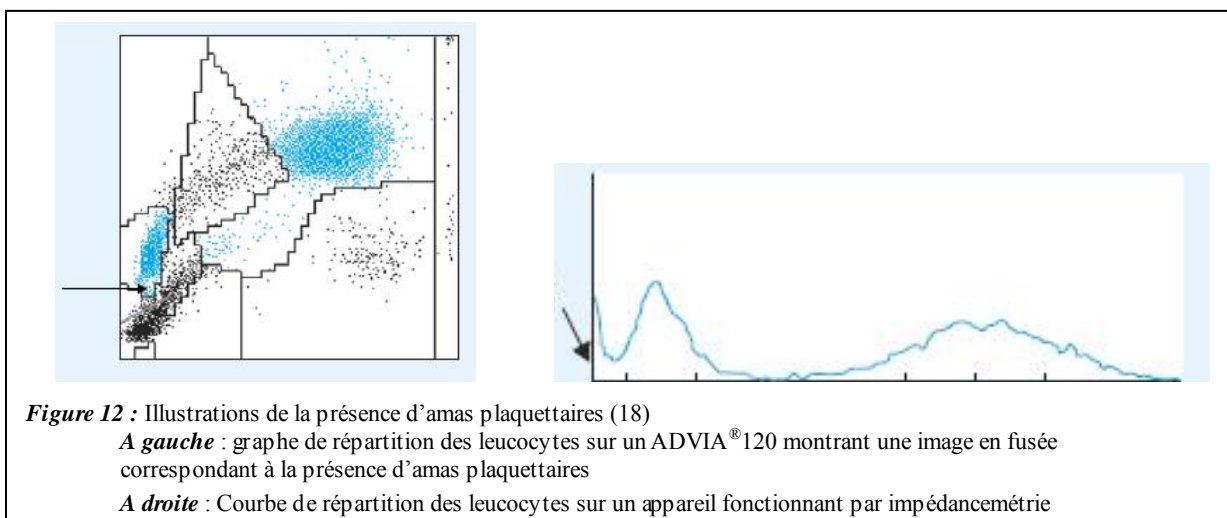 Figure 12 : Illustrations de la présence d’amas plaquettaires (18)
A gauche : graphe de répartition des leucocytes sur un ADVIA®120 montrant une image en fusée
correspondant à la présence d’amas plaquettaires
A droite : Courbe de répartition des leucocytes sur un appareil fonctionnant par impédancemétrie